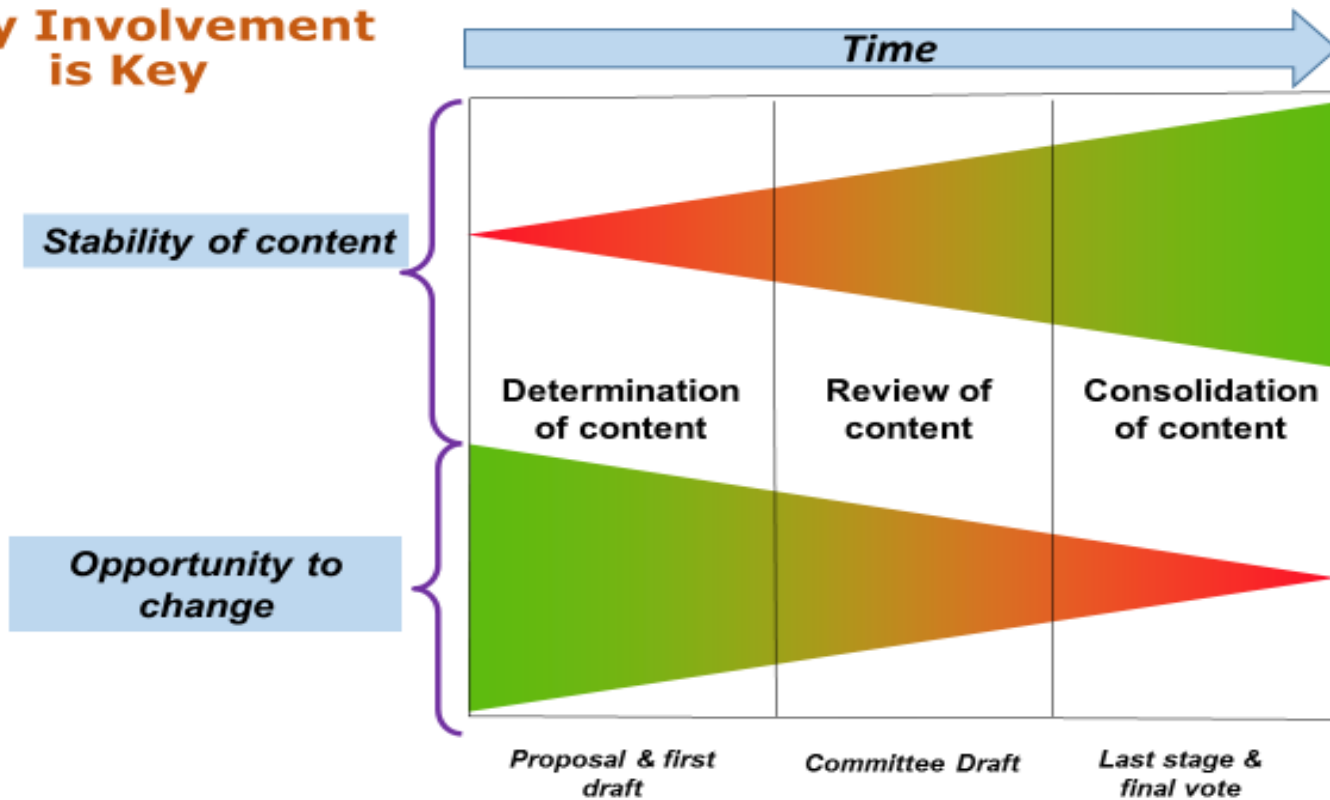 y Involvement
is Key
Time
Stability of content
Determination
of content
Review of
content
Consolidation
of content
Opportunity to
change
Proposal & first
draft
Committee Draft
Last stage &
final vote